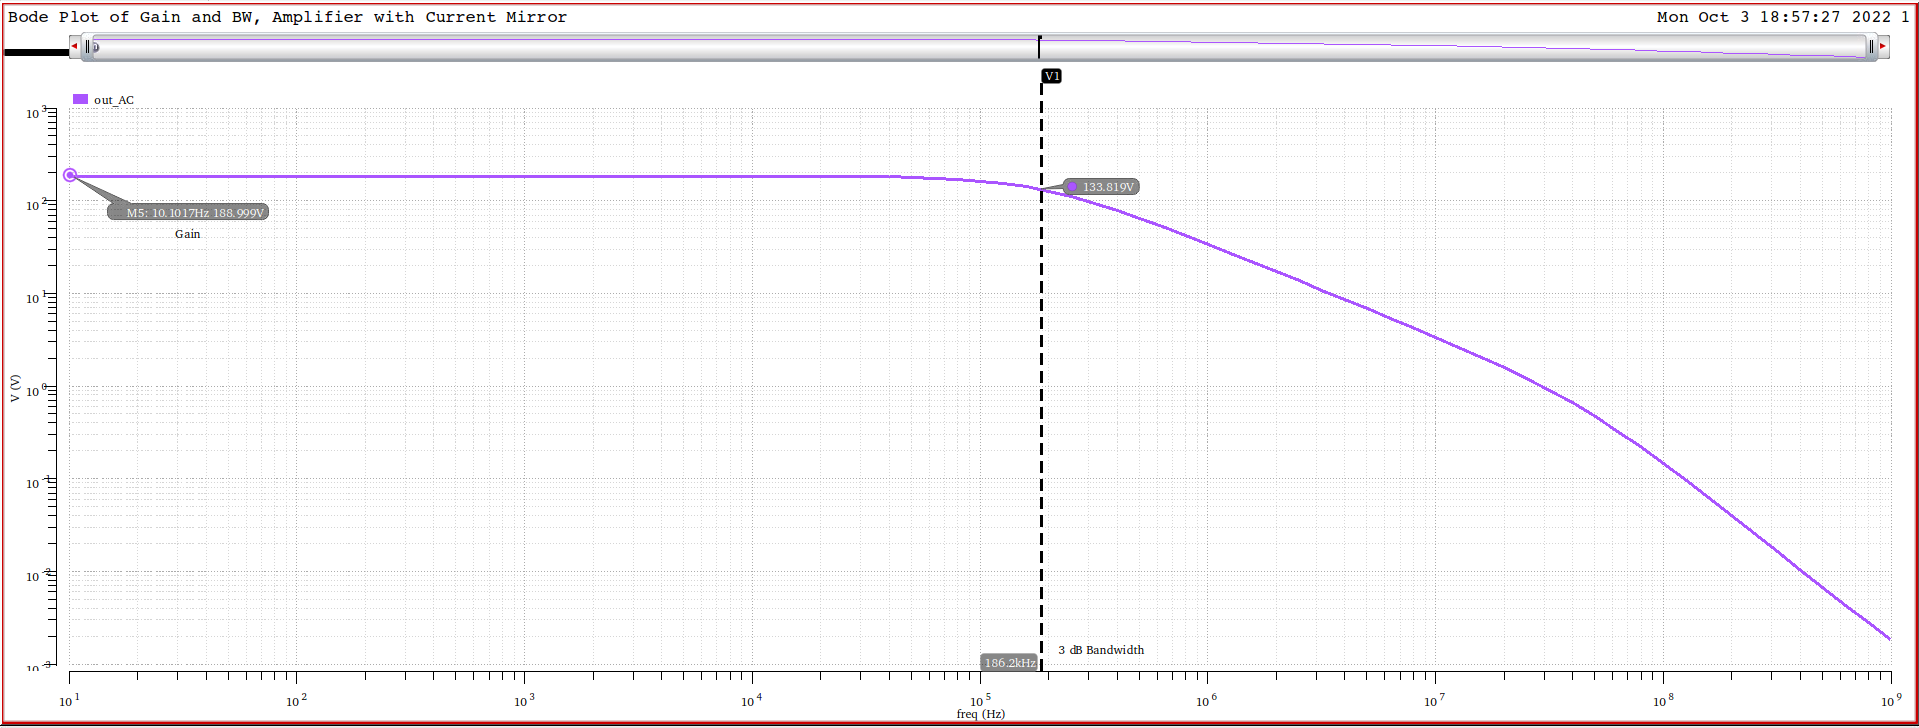 Bode Plot of Gain and BW, Amplifier with Current Mirror
Mon Oct 3 18:57:27 2022 1
V1
out_AC
10 3
133.819V
10 2
M5: 10.1017Hz 188.999V
Gain
10 1
V (V)
10 0
10 -1
10 -2
3 dB Bandwidth
186.2kHz
10 -3
10 1
10 2
10 3
10 4
10 5
10 6
10 7
10 8
10 9
freq (Hz)